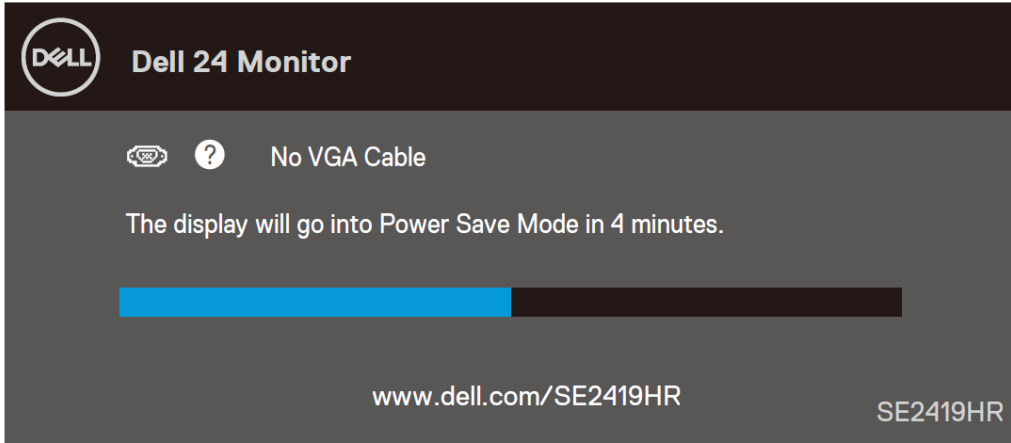 DELL
Dell 24 Monitor
? No VGA Cable
The display will go into Power Save Mode in 4 minutes.
www.dell.com/SE2419HR
SE2419HR